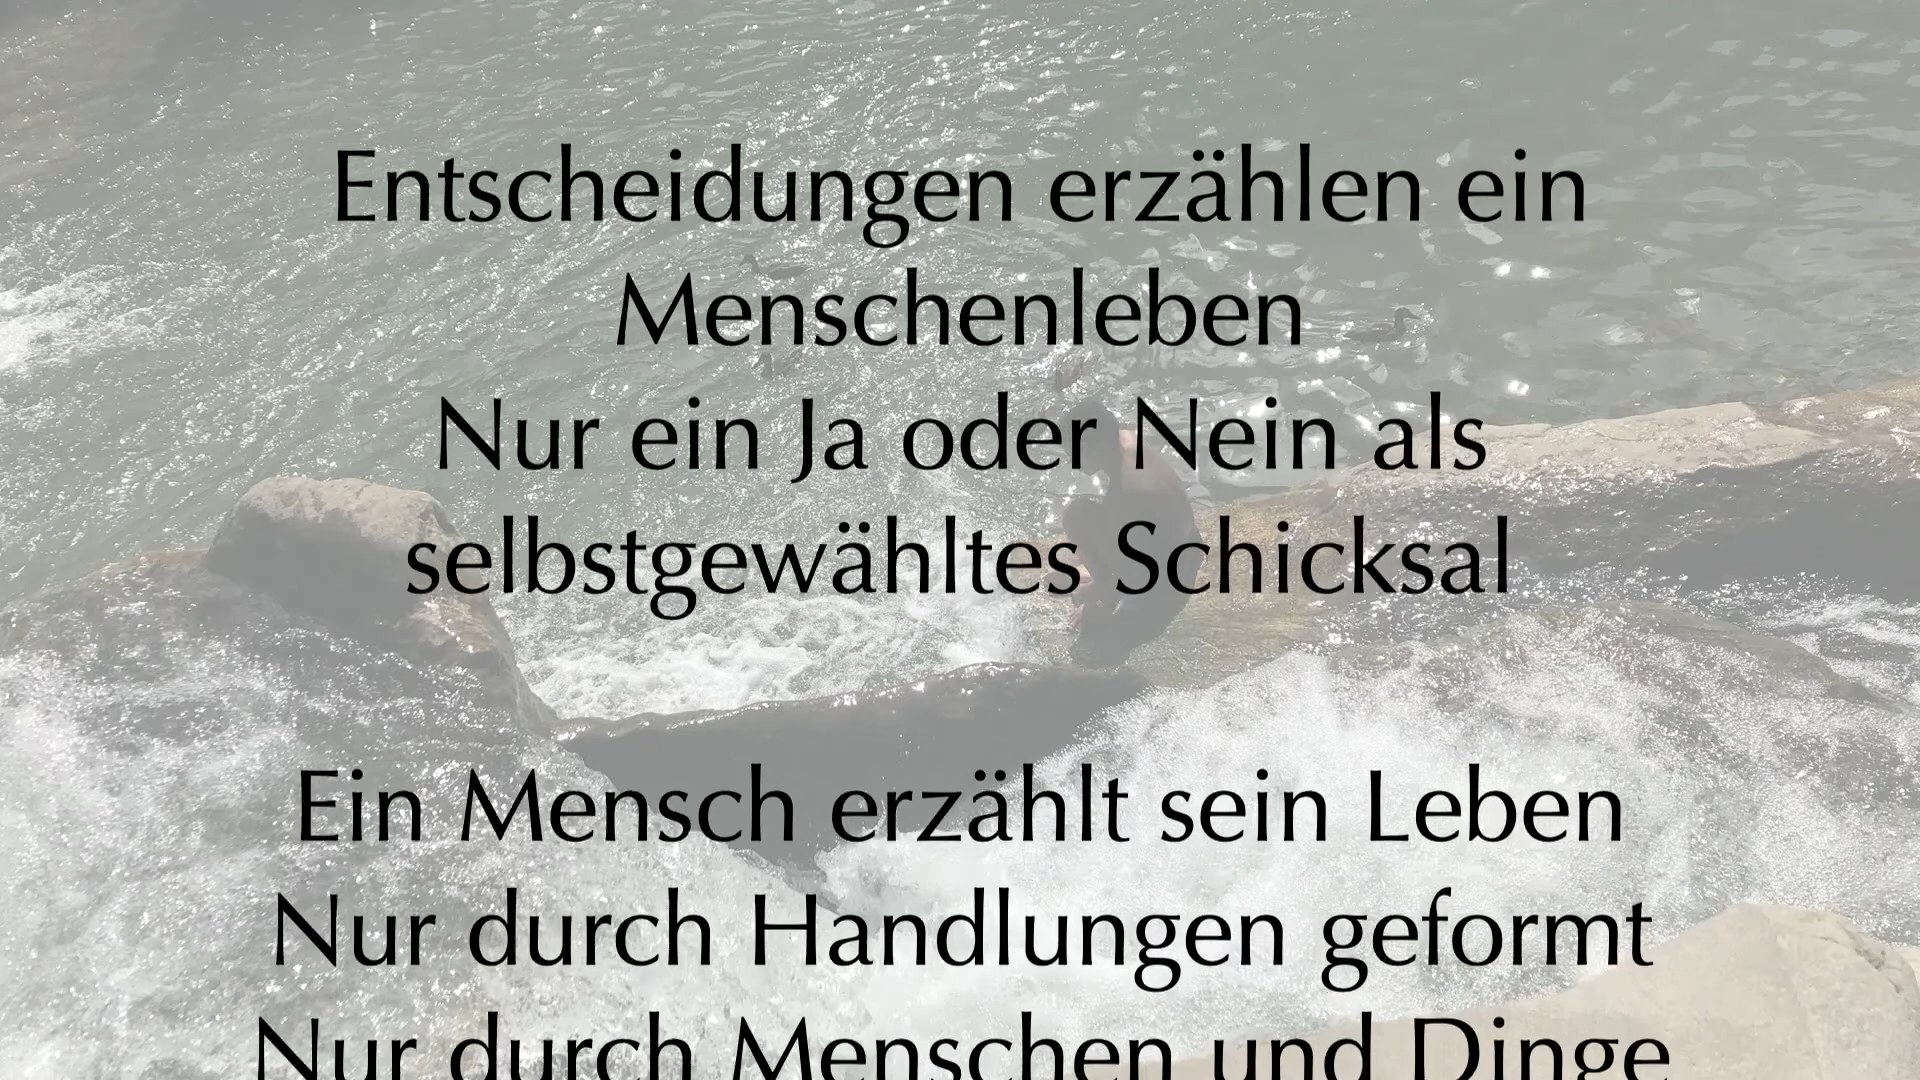 Entscheidungen erzählen ein
Menschenleben
Nur ein Ja oder Nein als
selbstgewähltes Schicksal
Ein Mensch erzählt sein Leben
Nur durch Handlungen geformt
Nur durch Menschen und Dinge